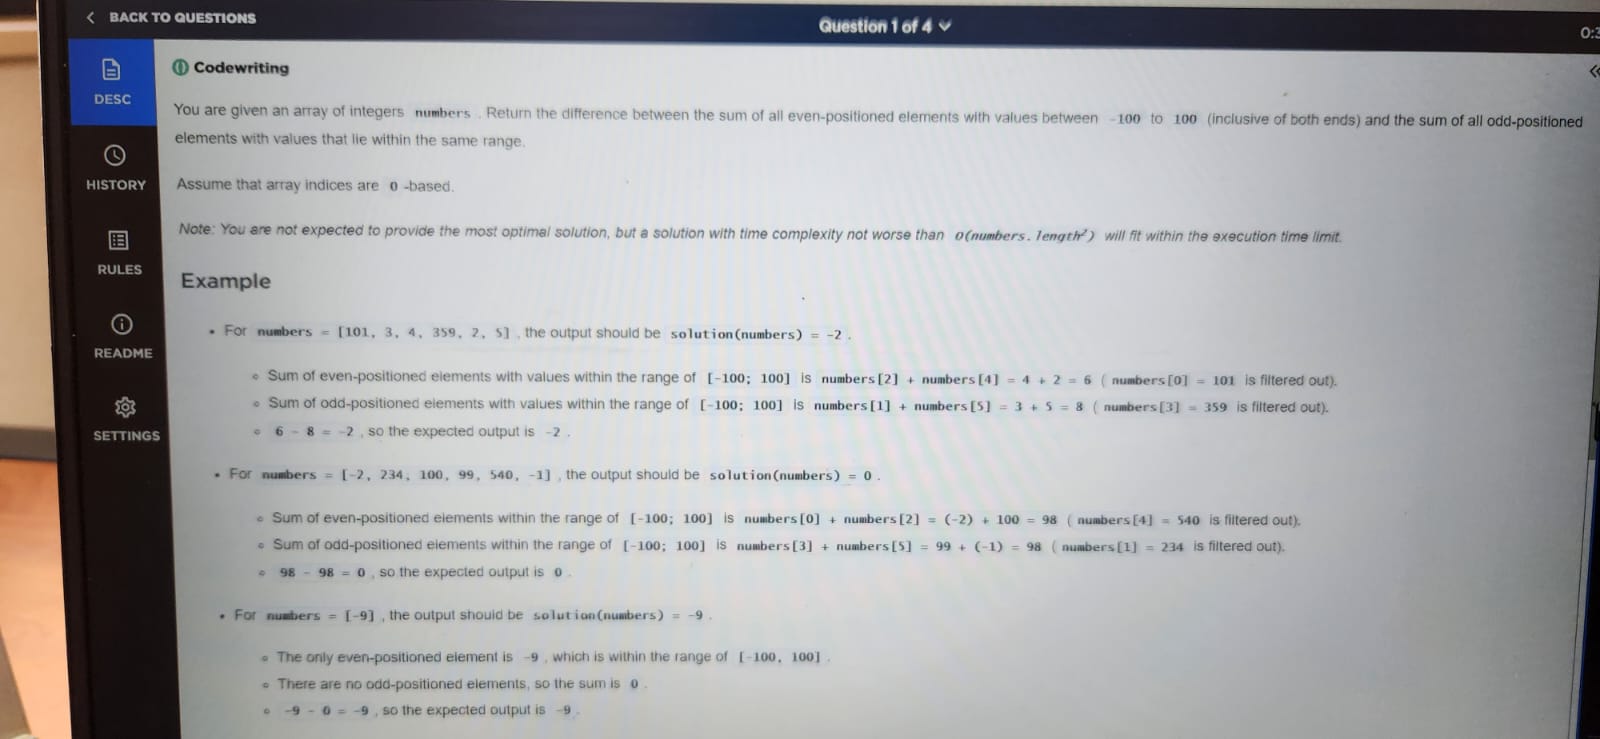 BACK TO QUESTIONS
Question 1 of 4
DESC
HISTORY
RULES
README
SETTINGS
Codewriting
You are given an array of integers numbers . Return the difference between the sum of all even-positioned elements with values between -100 to 100 (inclusive of both ends) and the sum of all odd-positioned
elements with values that lie within the same range.
Assume that array indices are 0 -based.
Note: You are not expected to provide the most optimal solution, but a solution with time complexity not worse than O(numbers.length²) will fit within the execution time limit.
Example
• For numbers = [101, 3, 4, 359, 2, 5] , the output should be solution(numbers) = -2 .
◦ Sum of even-positioned elements with values within the range of [-100; 100] is numbers[2] + numbers[4] = 4 + 2 = 6 ( numbers[0] = 101 is filtered out).
◦ Sum of odd-positioned elements with values within the range of [-100; 100] is numbers[1] + numbers[5] = 3 + 5 = 8 ( numbers[3] = 359 is filtered out).
◦ 6 - 8 = -2 , so the expected output is -2 .
• For numbers = [-2, 234, 100, 99, 540, -1] , the output should be solution(numbers) = 0 .
◦ Sum of even-positioned elements within the range of [-100; 100] is numbers[0] + numbers[2] = (-2) + 100 = 98 ( numbers[4] = 540 is filtered out).
◦ Sum of odd-positioned elements within the range of [-100; 100] is numbers[3] + numbers[5] = 99 + (-1) = 98 ( numbers[1] = 234 is filtered out).
◦ 98 - 98 = 0 , so the expected output is 0 .
• For numbers = [-9] , the output should be solution(numbers) = -9 .
◦ The only even-positioned element is -9 , which is within the range of [-100, 100] .
◦ There are no odd-positioned elements, so the sum is 0 .
◦ -9 - 0 = -9 , so the expected output is -9 .